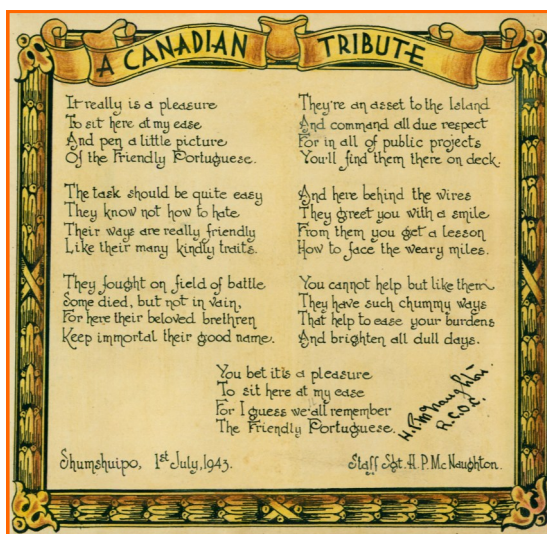 A CANADIAN TRIBUTE
It really is a pleasure
To sit here at my ease
And pen a little picture
Of the Friendly Portuguese.
The task should be quite easy
They know not how to hate
Their ways are really friendly
Like their many kindly traits.
They fought on field of battle
Some died, but not in vain,
For here their beloved brethren
Keep immortal their good name.
They're an asset to the Island
And command all due respect
For in all of public projects
You'll find them there on deck.
And here behind the wires
They greet you with a smile
From them you get a lesson
How to face the weary miles.
You cannot help but like them
They have such chummy ways
That help to ease your burdens
And brighten all dull days.
You bet it's a pleasure
To sit here at my ease
For I guess we'all remember
The Friendly Portuguese.
H.P. McNaughton.
R.C.O.C.
Shumshuipo, 1st July, 1943.
Staff Sgt. H. P. McNaughton.